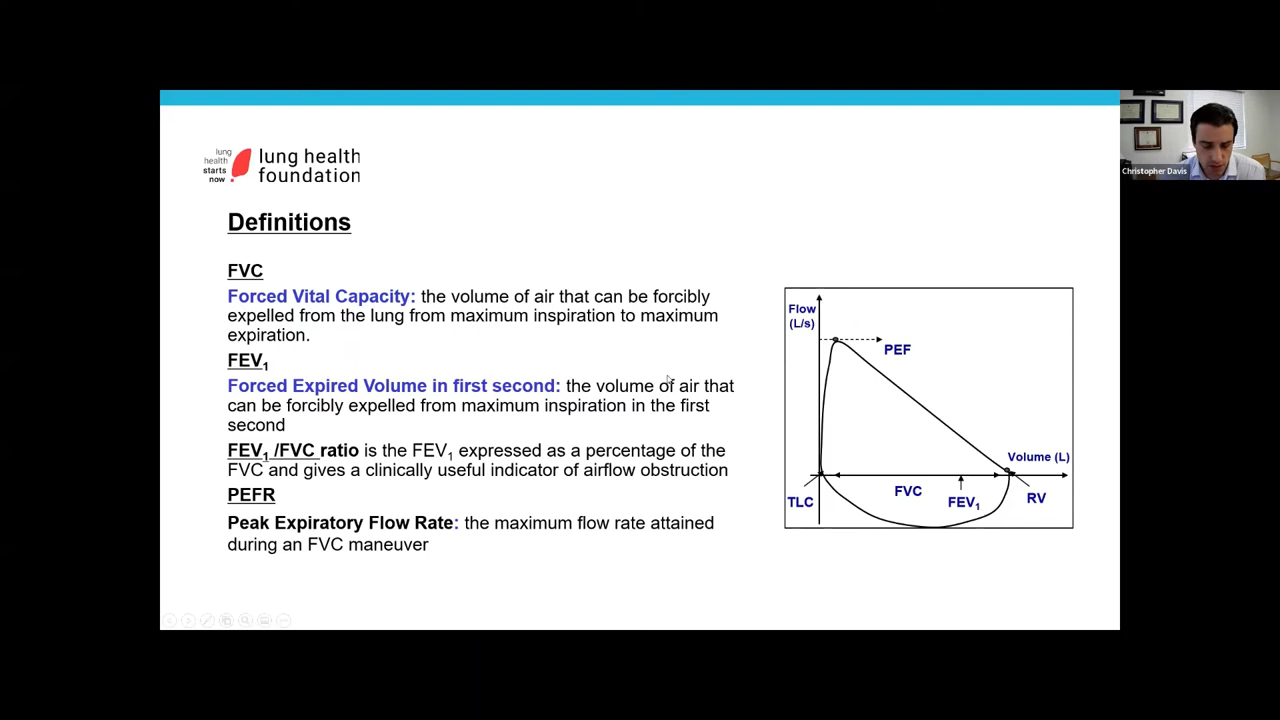 lung
health
starts
now
lung health
foundation
Definitions
FVC
Forced Vital Capacity: the volume of air that can be forcibly
expelled from the lung from maximum inspiration to maximum
expiration.
FEV1
Forced Expired Volume in first second: the volume of air that
can be forcibly expelled from maximum inspiration in the first
second
FEV1 /FVC ratio is the FEV1 expressed as a percentage of the
FVC and gives a clinically useful indicator of airflow obstruction
PEFR
Peak Expiratory Flow Rate: the maximum flow rate attained
during an FVC maneuver
Flow
(L/s)
PEF
Volume (L)
TLC
FVC
FEV1
RV
Christopher Davis